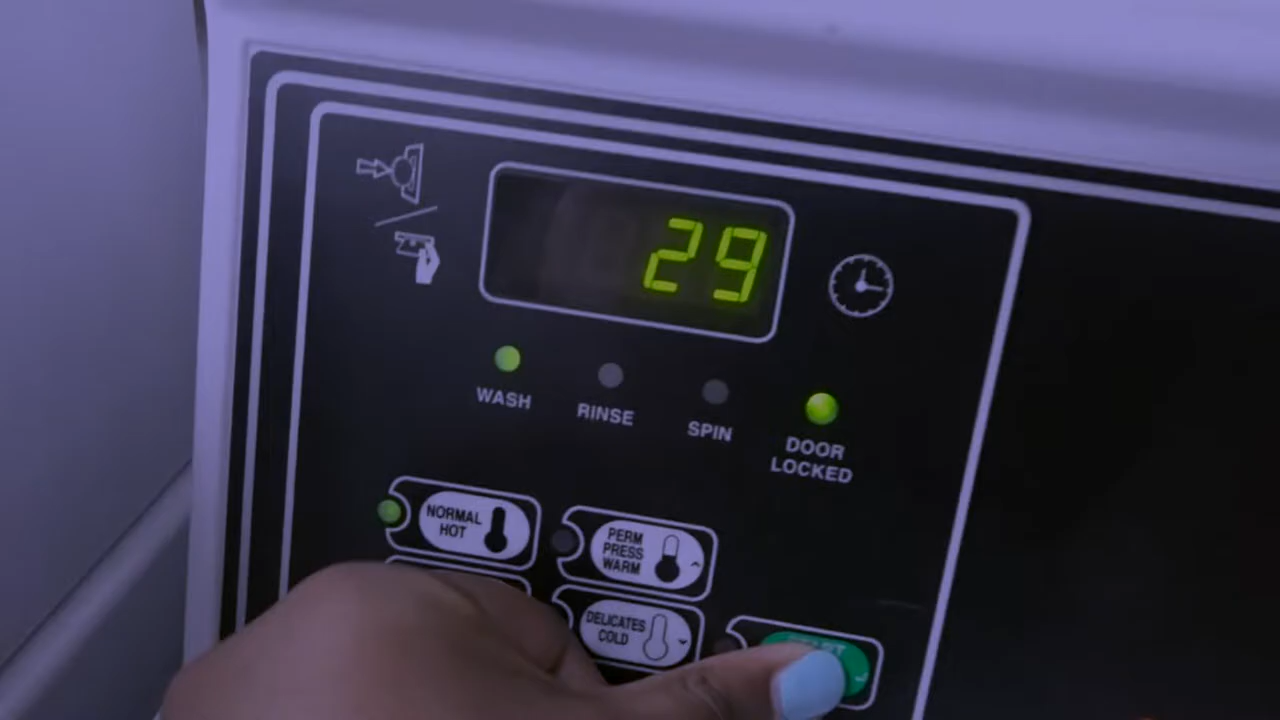 29
WASH
RINSE
SPIN
DOOR
LOCKED
NORMAL
HOT
PERM
PRESS
WARM
DELICATES
COLD